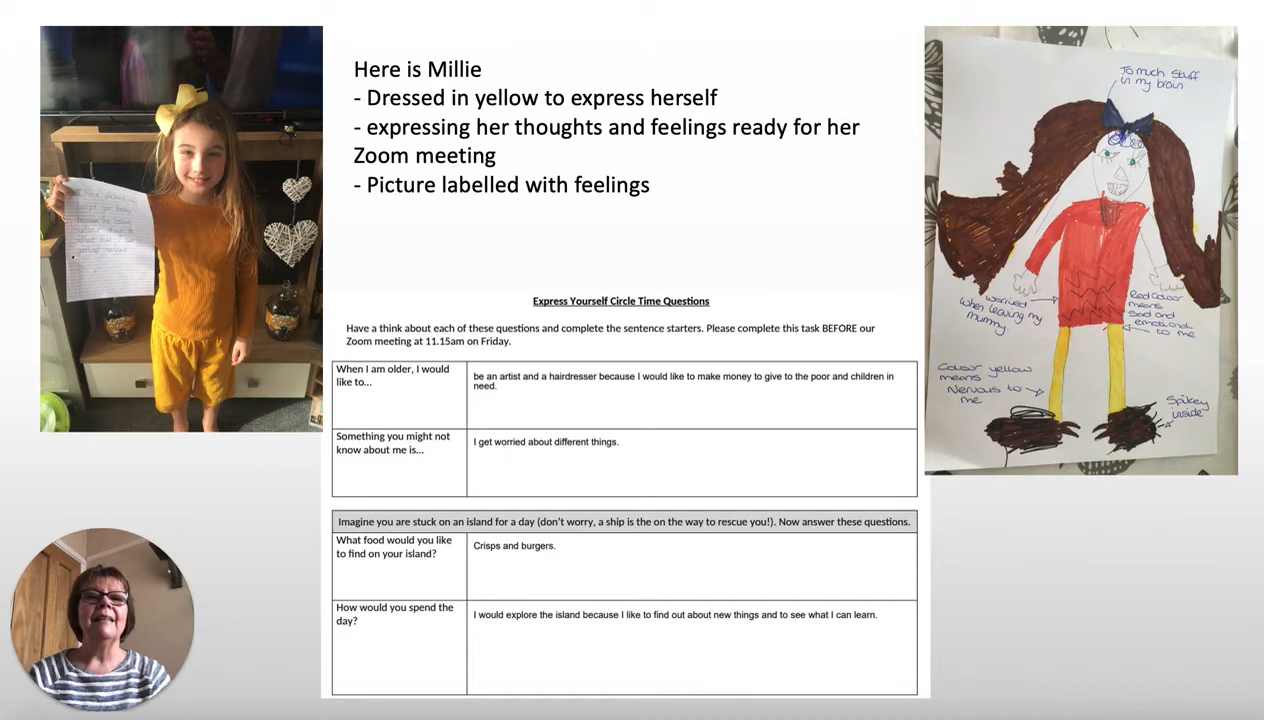 Here is Millie
- Dressed in yellow to express herself
- expressing her thoughts and feelings ready for her
Zoom meeting
- Picture labelled with feelings
To much stuff
in my brain
worried
when leaving my
mummy.
Red Colour
means
Sad and
emotional
to me
Colour yellow
means
Nervous to
me
Spikey
inside
Express Yourself Circle Time Questions
Have a think about each of these questions and complete the sentence starters. Please complete this task BEFORE our
Zoom meeting at 11.15am on Friday.
When I am older, I would
like to...
be an artist and a hairdresser because I would like to make money to give to the poor and children in
need.
Something you might not
know about me is...
I get worried about different things.
Imagine you are stuck on an island for a day (don't worry, a ship is the on the way to rescue you!). Now answer these questions.
What food would you like
to find on your island?
Crisps and burgers.
How would you spend the
day?
I would explore the island because I like to find out about new things and to see what I can learn.